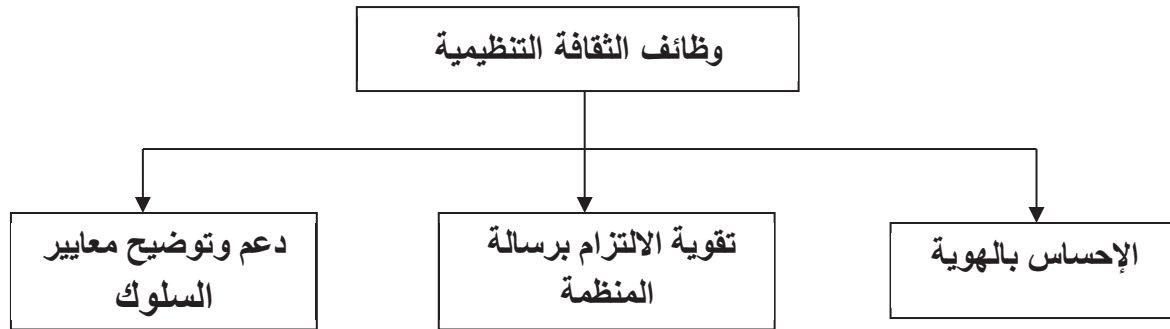 وظائف الثقافة التنظيمية
الإحساس بالهوية
تقوية الالتزام برسالة
المنظمة
دعم وتوضيح معايير
السلوك